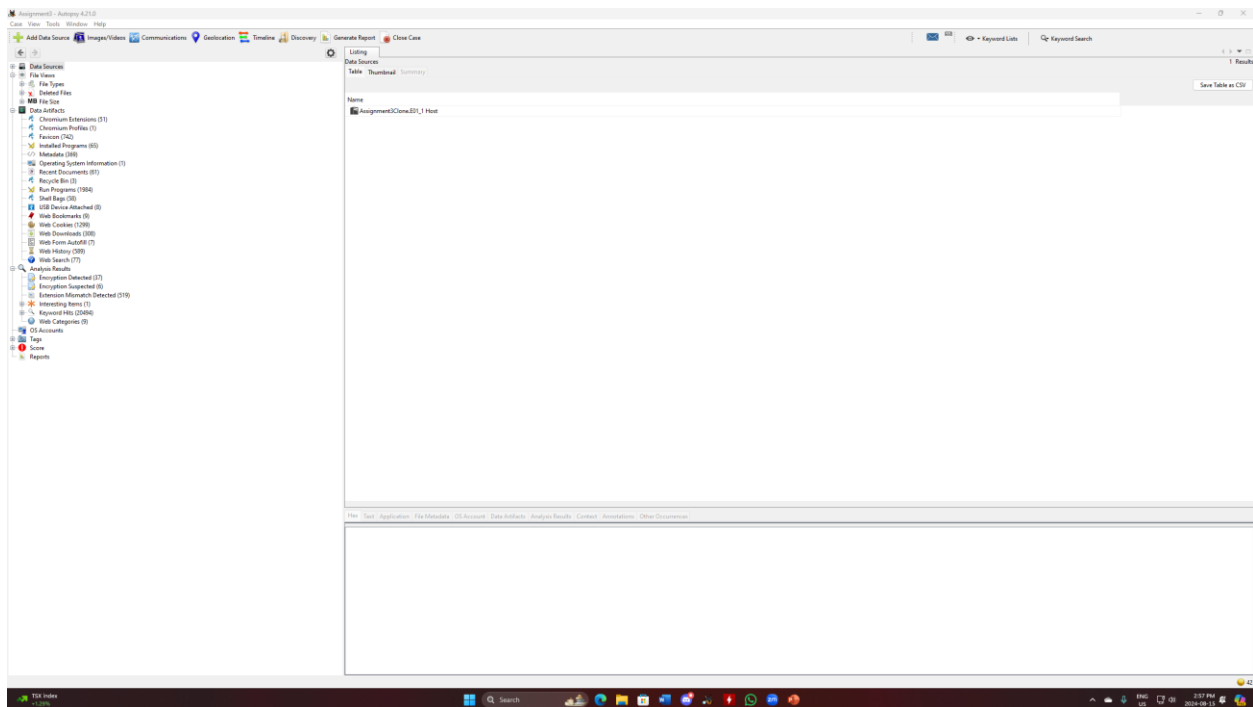 Assignment3 - Autopsy 4.21.0
Case View Tools Window Help
Add Data Source Images/Videos Communications Geolocation Timeline Discovery Generate Report Close Case Keyword Lists Keyword Search
Data Sources
File Views
File Types
Deleted Files
MB File Size
Data Artifacts
Chromium Extensions (51)
Chromium Profiles (1)
Favicon (742)
Installed Programs (65)
Metadata (369)
Operating System Information (1)
Recent Documents (61)
Recycle Bin (3)
Run Programs (1984)
Shell Bags (58)
USB Device Attached (8)
Web Bookmarks (9)
Web Cookies (1299)
Web Downloads (308)
Web Form Autofill (7)
Web History (589)
Web Search (77)
Analysis Results
Encryption Detected (37)
Encryption Suspected (6)
Extension Mismatch Detected (519)
Interesting Items (1)
Keyword Hits (20494)
Web Categories (9)
OS Accounts
Tags
Score
Reports
Listing
Data Sources
1 Results
Table Thumbnail Summary
Save Table as CSV
Name
Assignment3Clone.E01_1 Host
Hex Text Application File Metadata OS Account Data Artifacts Analysis Results Context Annotations Other Occurrences
42
TSX Index
+1.29%
Search
ENG
US
2:57 PM
2024-08-13